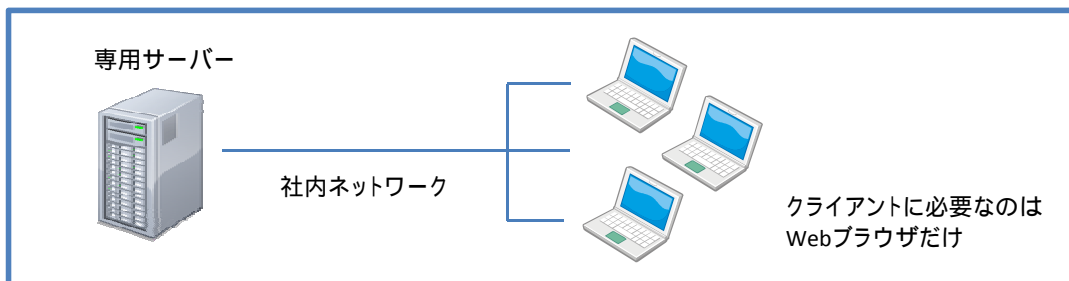 専用サーバー
社内ネットワーク
クライアントに必要なのは
Webブラウザだけ